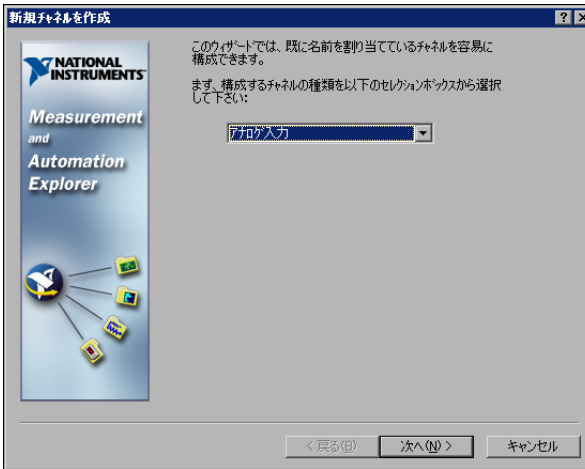 新規チャネルを作成
NATIONAL
INSTRUMENTS
Measurement
and
Automation
Explorer
このウィザードでは、既に名前を割り当てているチャネルを容易に
構成できます。
まず、構成するチャネルの種類を以下のセレクションボックスから選択
して下さい:
アナログ入力
< 戻る(B)
次へ(N) >
キャンセル